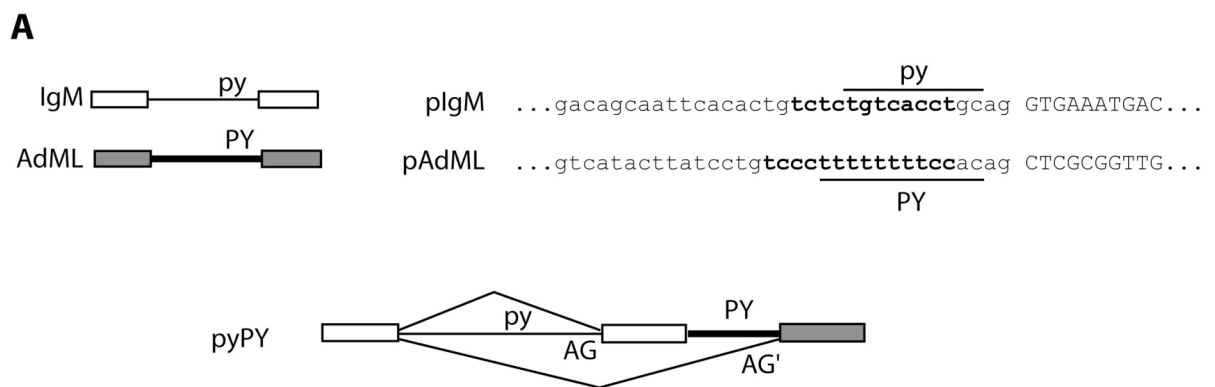 A
IgM py
AdML PY
py
pIgM ...gacagcaattcacactgtctctgtcacctgcag GTGAAATGAC...
pAdML ...gtcatacttatcctgtcccttttttttccacag CTCGCGGTTG...
PY
pyPY py AG PY AG'